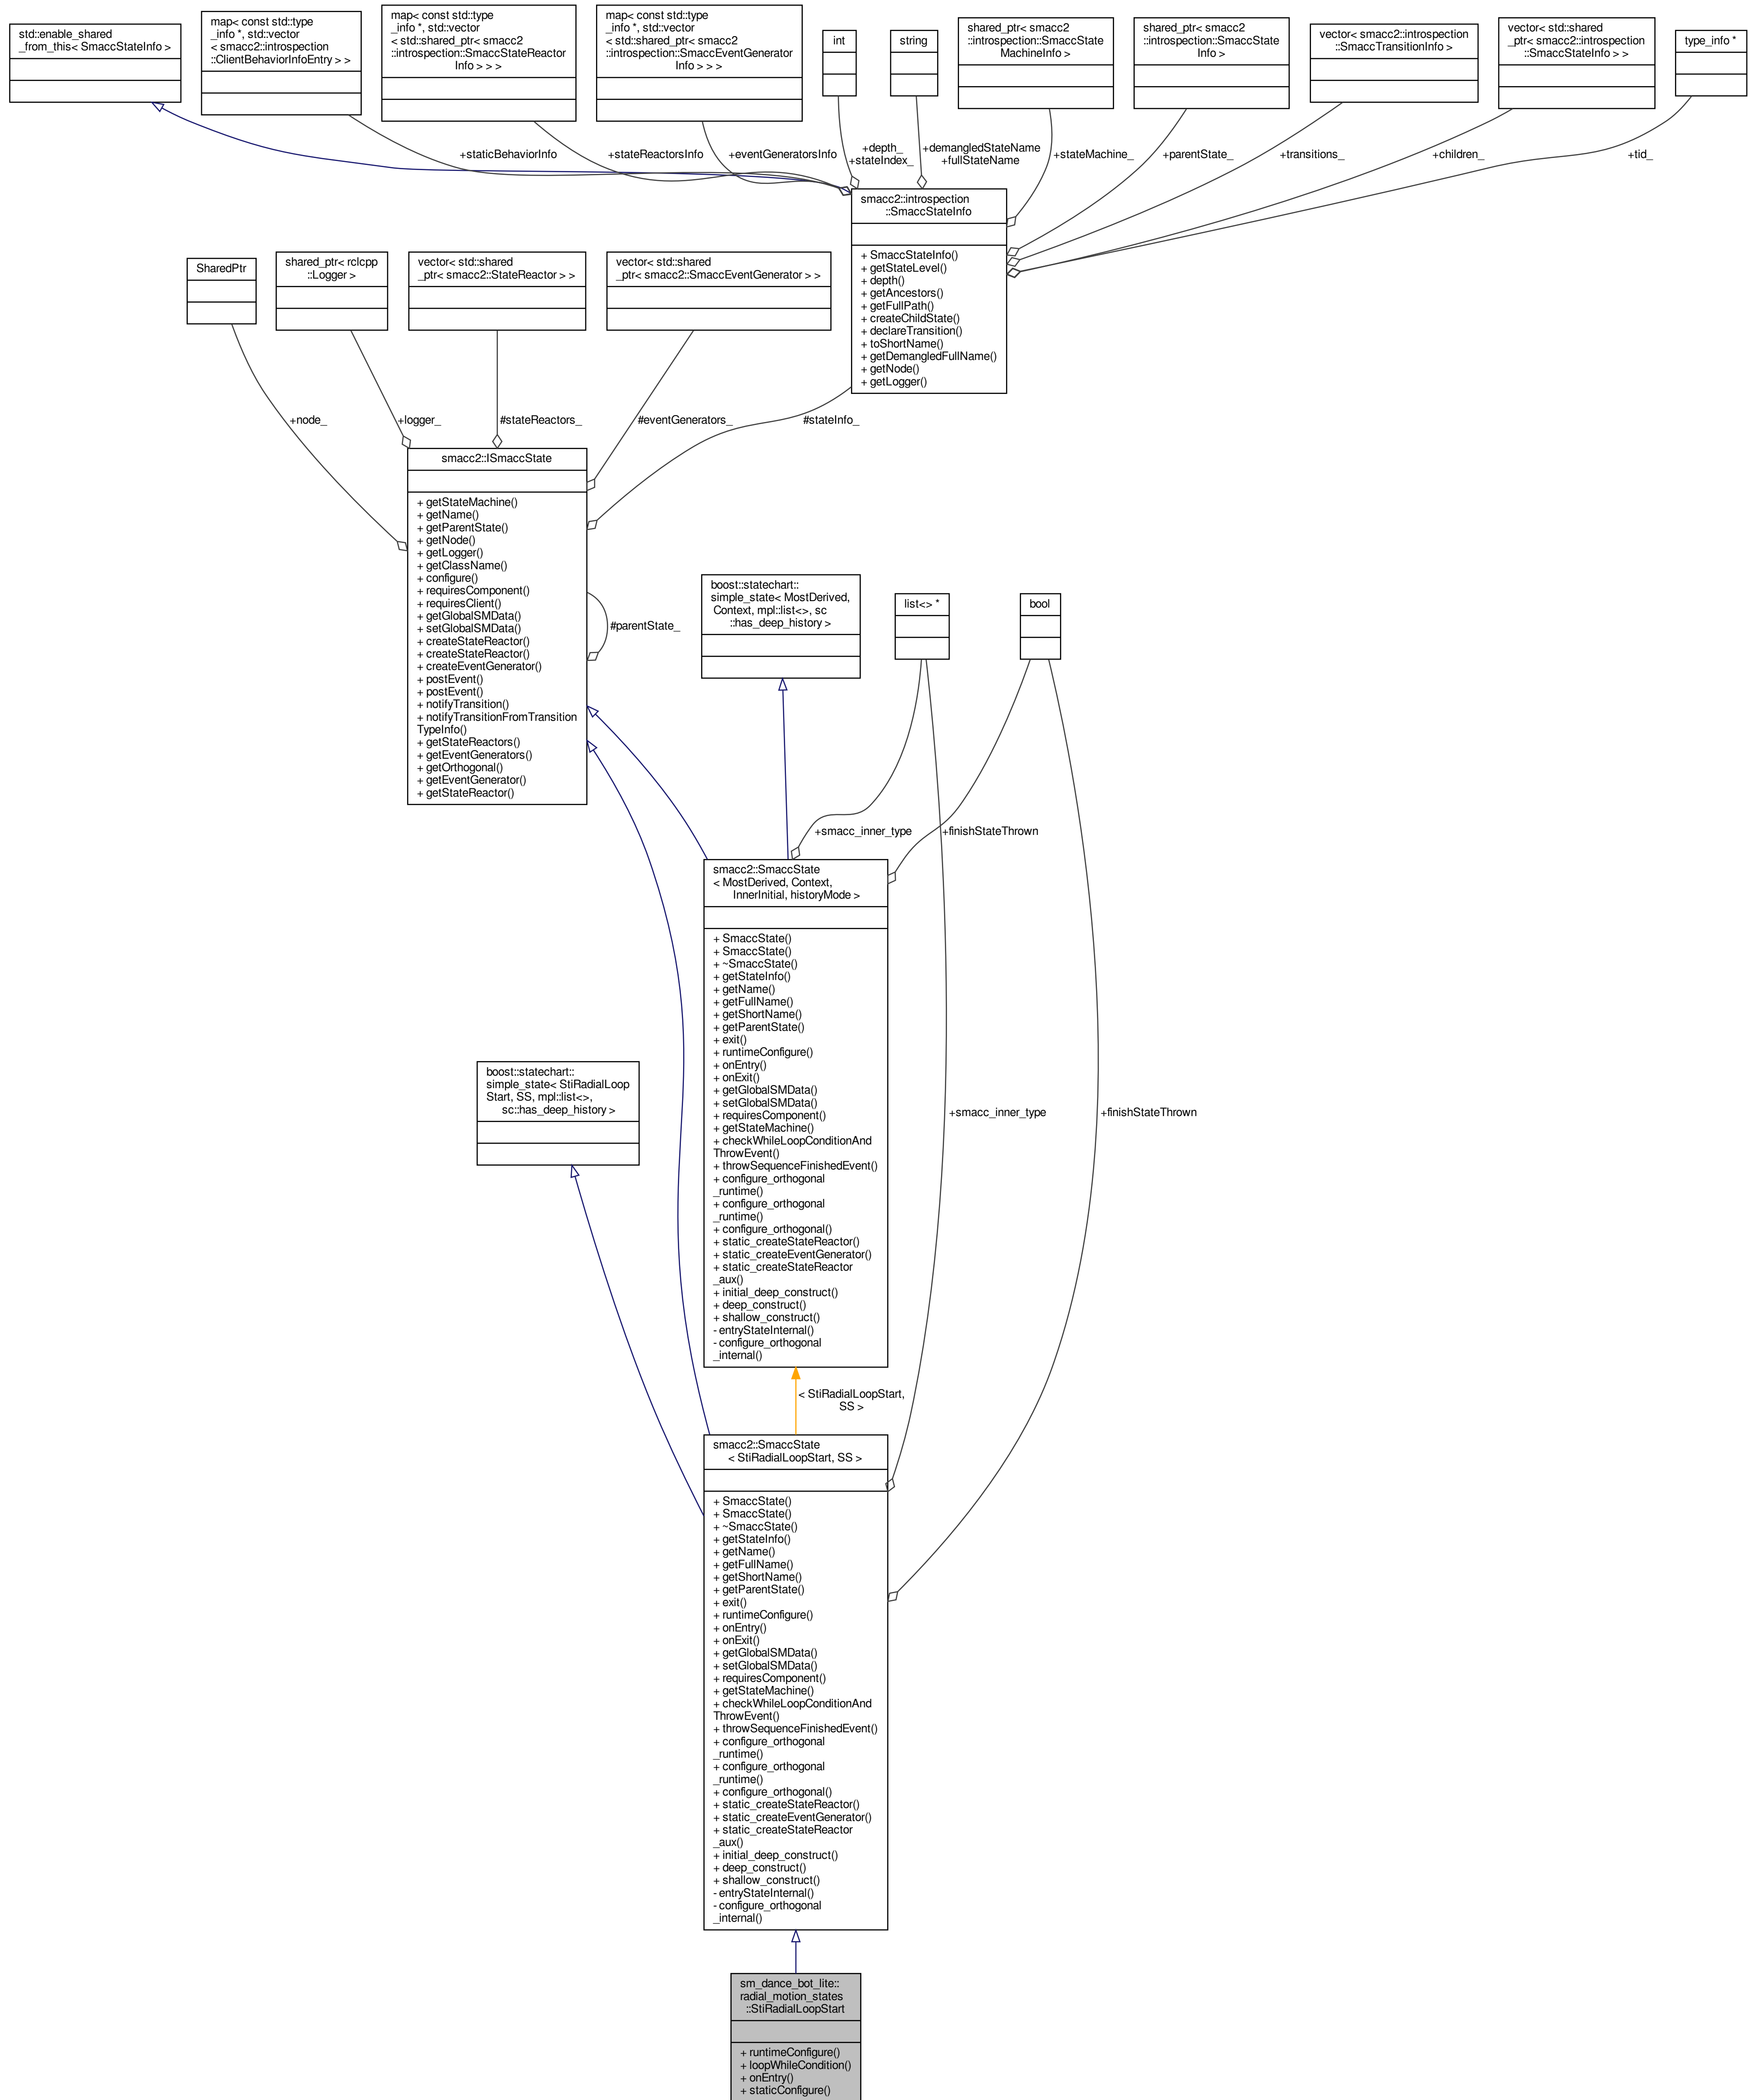 std::enable_shared
_from_this< SmaccStateInfo >
map< const std::type
_info *, std::vector
< smacc2::introspection
::ClientBehaviorInfoEntry > >
map< const std::type
_info *, std::vector
< std::shared_ptr< smacc2
::introspection::SmaccStateReactor
Info > > >
map< const std::type
_info *, std::vector
< std::shared_ptr< smacc2
::introspection::SmaccEventGenerator
Info > > >
int
string
shared_ptr< smacc2
::introspection::SmaccState
MachineInfo >
shared_ptr< smacc2
::introspection::SmaccState
Info >
vector< smacc2::introspection
::SmaccTransitionInfo >
vector< std::shared
_ptr< smacc2::introspection
::SmaccStateInfo > >
type_info *
+staticBehaviorInfo
+stateReactorsInfo
+eventGeneratorsInfo
+depth_
+stateIndex_
+demangledStateName
+fullStateName
+stateMachine_
+parentState_
+transitions_
+children_
+tid_
smacc2::introspection
::SmaccStateInfo
+ SmaccStateInfo()
+ getStateLevel()
+ depth()
+ getAncestors()
+ getFullPath()
+ createChildState()
+ declareTransition()
+ toShortName()
+ getDemangledFullName()
+ getNode()
+ getLogger()
SharedPtr
shared_ptr< rclcpp
::Logger >
vector< std::shared
_ptr< smacc2::StateReactor > >
vector< std::shared
_ptr< smacc2::SmaccEventGenerator > >
+node_
+logger_
#stateReactors_
#eventGenerators_
#stateInfo_
smacc2::ISmaccState
+ getStateMachine()
+ getName()
+ getParentState()
+ getNode()
+ getLogger()
+ getClassName()
+ configure()
+ requiresComponent()
+ requiresClient()
+ getGlobalSMData()
+ setGlobalSMData()
+ createStateReactor()
+ createStateReactor()
+ createEventGenerator()
+ postEvent()
+ postEvent()
+ notifyTransition()
+ notifyTransitionFromTransition
TypeInfo()
+ getStateReactors()
+ getEventGenerators()
+ getOrthogonal()
+ getEventGenerator()
+ getStateReactor()
#parentState_
boost::statechart::
simple_state< MostDerived,
Context, mpl::list<>, sc
::has_deep_history >
list<> *
bool
+smacc_inner_type
+finishStateThrown
smacc2::SmaccState
< MostDerived, Context,
InnerInitial, historyMode >
+ SmaccState()
+ SmaccState()
+ ~SmaccState()
+ getStateInfo()
+ getName()
+ getFullName()
+ getShortName()
+ getParentState()
+ exit()
+ runtimeConfigure()
+ onEntry()
+ onExit()
+ getGlobalSMData()
+ setGlobalSMData()
+ requiresComponent()
+ getStateMachine()
+ checkWhileLoopConditionAnd
ThrowEvent()
+ throwSequenceFinishedEvent()
+ configure_orthogonal
_runtime()
+ configure_orthogonal
_runtime()
+ configure_orthogonal()
+ static_createStateReactor()
+ static_createEventGenerator()
+ static_createStateReactor
_aux()
+ initial_deep_construct()
+ deep_construct()
+ shallow_construct()
- entryStateInternal()
- configure_orthogonal
_internal()
boost::statechart::
simple_state< StiRadialLoop
Start, SS, mpl::list<>,
sc::has_deep_history >
+smacc_inner_type
+finishStateThrown
< StiRadialLoopStart,
SS >
smacc2::SmaccState
< StiRadialLoopStart, SS >
+ SmaccState()
+ SmaccState()
+ ~SmaccState()
+ getStateInfo()
+ getName()
+ getFullName()
+ getShortName()
+ getParentState()
+ exit()
+ runtimeConfigure()
+ onEntry()
+ onExit()
+ getGlobalSMData()
+ setGlobalSMData()
+ requiresComponent()
+ getStateMachine()
+ checkWhileLoopConditionAnd
ThrowEvent()
+ throwSequenceFinishedEvent()
+ configure_orthogonal
_runtime()
+ configure_orthogonal
_runtime()
+ configure_orthogonal()
+ static_createStateReactor()
+ static_createEventGenerator()
+ static_createStateReactor
_aux()
+ initial_deep_construct()
+ deep_construct()
+ shallow_construct()
- entryStateInternal()
- configure_orthogonal
_internal()
sm_dance_bot_lite::
radial_motion_states
::StiRadialLoopStart
+ runtimeConfigure()
+ loopWhileCondition()
+ onEntry()
+ staticConfigure()